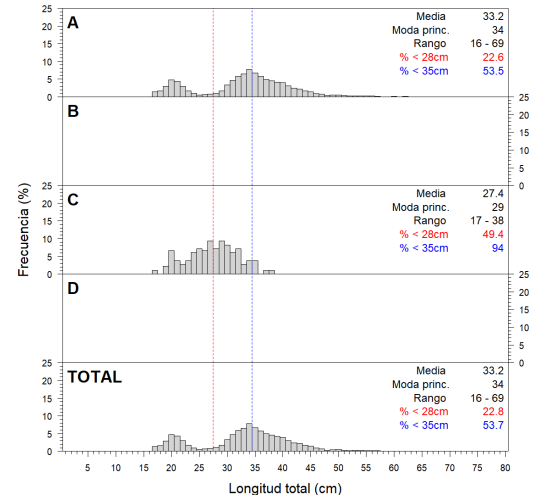 25
20
15
10
5
0
A
Media 33.2
Moda princ. 34
Rango 16 - 69
% < 28cm 22.6
% < 35cm 53.5
B
25
20
15
10
5
0
25
20
15
10
5
0
C
Media 27.4
Moda princ. 29
Rango 17 - 38
% < 28cm 49.4
% < 35cm 94
D
25
20
15
10
5
0
25
20
15
10
5
0
TOTAL
Media 33.2
Moda princ. 34
Rango 16 - 69
% < 28cm 22.8
% < 35cm 53.7
Frecuencia (%)
5 10 15 20 25 30 35 40 45 50 55 60 65 70 75 80
Longitud total (cm)